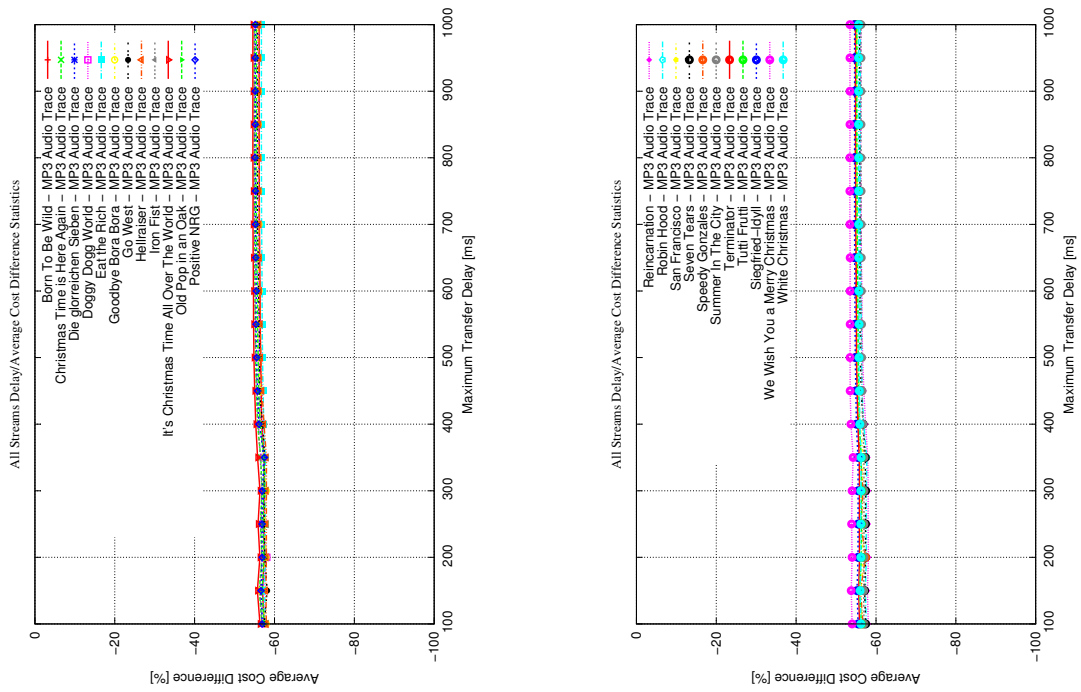 All Streams Delay/Average Cost Difference Statistics
Average Cost Difference [%]
0
−20
−40
−60
−80
−100
100
200
300
400
500
600
700
800
900
1000
Maximum Transfer Delay [ms]
Born To Be Wild − MP3 Audio Trace
Christmas Time is Here Again − MP3 Audio Trace
Die glorreichen Sieben − MP3 Audio Trace
Doggy Dogg World − MP3 Audio Trace
Eat the Rich − MP3 Audio Trace
Goodbye Bora Bora − MP3 Audio Trace
Go West − MP3 Audio Trace
Hellraiser − MP3 Audio Trace
Iron Fist − MP3 Audio Trace
It's Christmas Time All Over The World − MP3 Audio Trace
Old Pop in an Oak − MP3 Audio Trace
Positive NRG − MP3 Audio Trace
All Streams Delay/Average Cost Difference Statistics
Average Cost Difference [%]
0
−20
−40
−60
−80
−100
100
200
300
400
500
600
700
800
900
1000
Maximum Transfer Delay [ms]
Reincarnation − MP3 Audio Trace
Robin Hood − MP3 Audio Trace
San Francisco − MP3 Audio Trace
Seven Tears − MP3 Audio Trace
Speedy Gonzales − MP3 Audio Trace
Summer In The City − MP3 Audio Trace
Terminator − MP3 Audio Trace
Tutti Frutti − MP3 Audio Trace
Siegfried−Idyll − MP3 Audio Trace
We Wish You a Merry Christmas − MP3 Audio Trace
White Christmas − MP3 Audio Trace